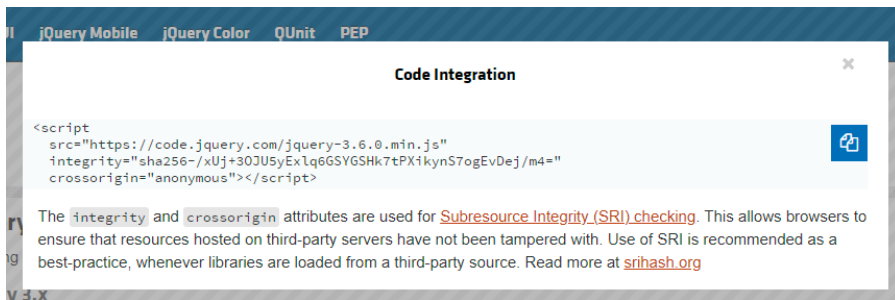 UI jQuery Mobile jQuery Color QUnit PEP
Code Integration
×
<script
src="https://code.jquery.com/jquery-3.6.0.min.js"
integrity="sha256-/xUj+3OJU5yExlq6GSYGSHk7tPXikynS7ogEvDej/m4="
crossorigin="anonymous"></script>
The integrity and crossorigin attributes are used for Subresource Integrity (SRI) checking. This allows browsers to
ensure that resources hosted on third-party servers have not been tampered with. Use of SRI is recommended as a
best-practice, whenever libraries are loaded from a third-party source. Read more at srihash.org